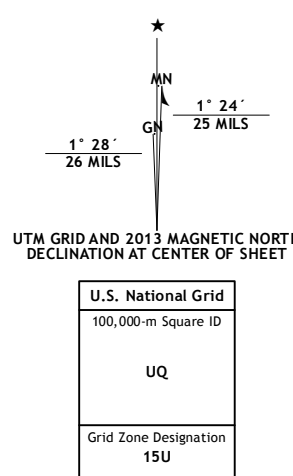 ★
MN
1° 24´
25 MILS
GN
1° 28´
26 MILS
UTM GRID AND 2013 MAGNETIC NORTH
DECLINATION AT CENTER OF SHEET
U.S. National Grid
100,000-m Square ID
UQ
Grid Zone Designation
15U